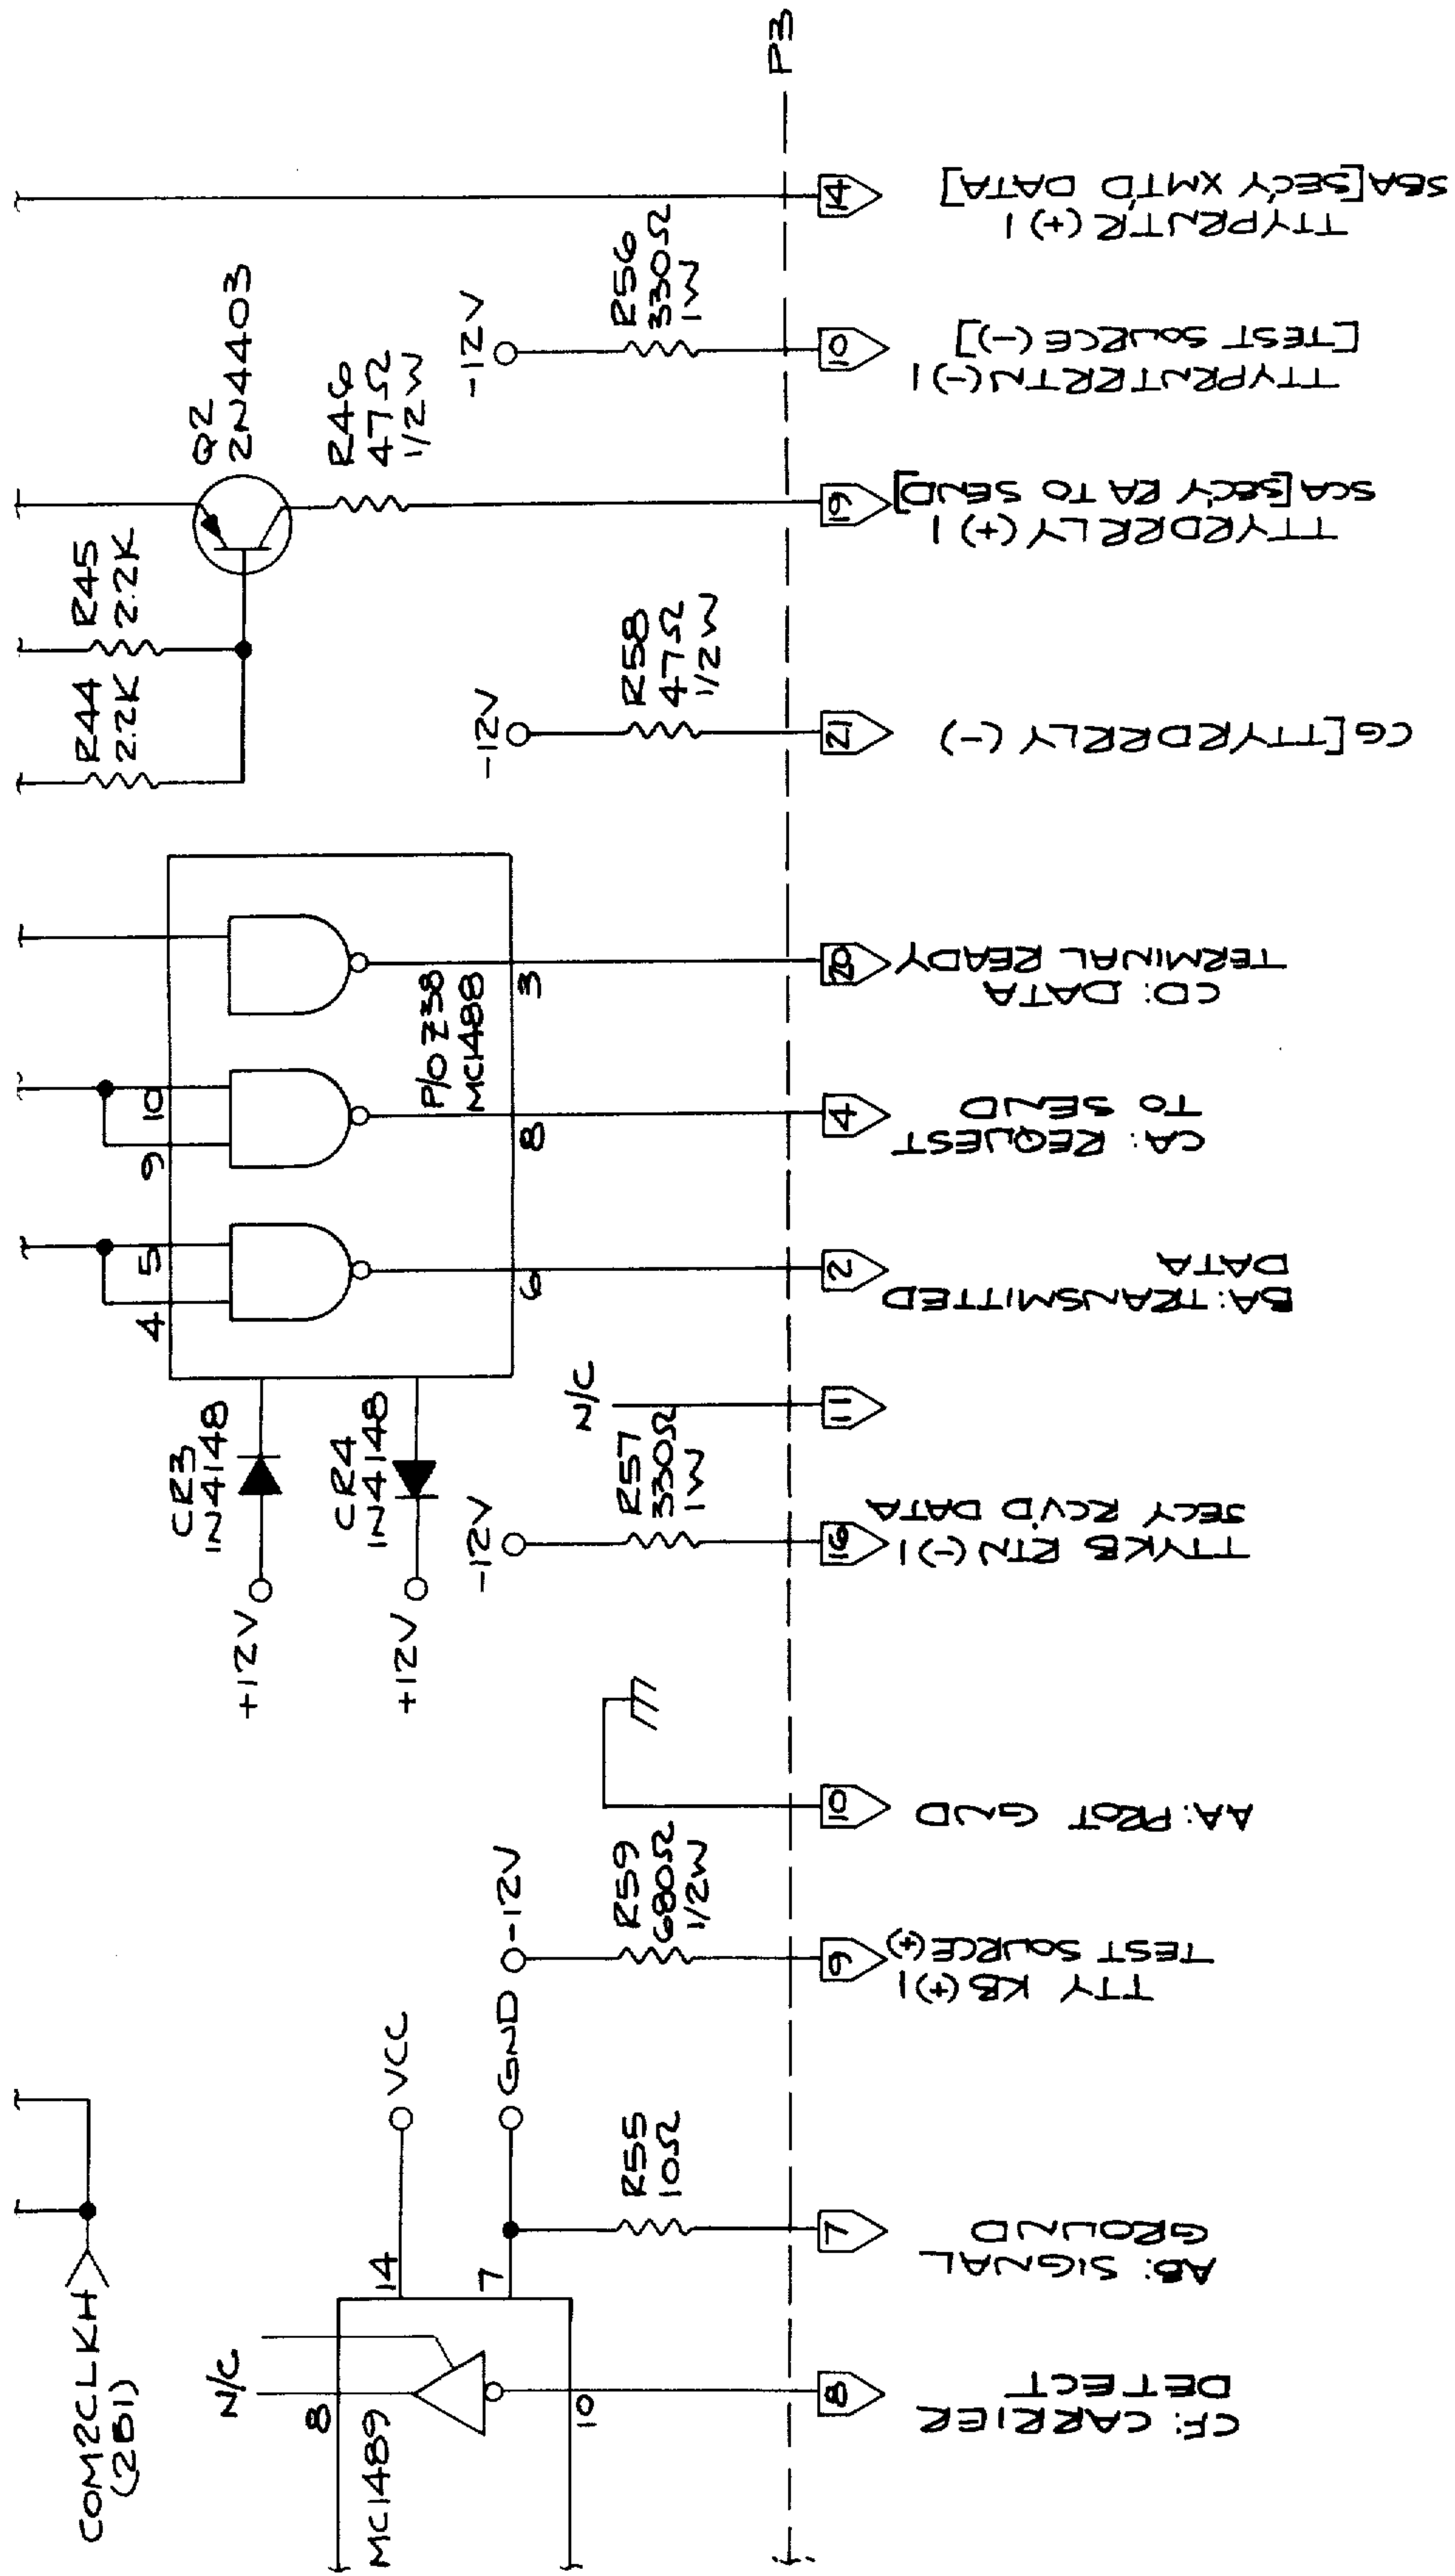 COM2CLKH
(2B1)
N/C
8
MC1489
10
14
VCC
7
GND
R55
10Ω
-12V
R59
680Ω
1/2W
+12V
CR3
1N4148
+12V
CR4
1N4148
-12V
R57
330Ω
1W
N/C
4
5
6
9
10
8
P/O Z38
MC1488
3
R44
2.2K
R45
2.2K
-12V
R58
47Ω
1/2W
Q2
2N4403
R46
47Ω
1/2W
-12V
R56
330Ω
1W
P3
8
CF: CARRIER
DETECT
7
AB: SIGNAL
GROUND
9
TTY KB (+) 1
TEST SOURCE (+)
10
AA: PROT GND
16
TTYKB RTN (-) 1
SECY RCV'D DATA
11
2
BA: TRANSMITTED
DATA
4
CA: REQUEST
TO SEND
20
CD: DATA
TERMINAL READY
21
CG [TTYRDRRLY (-)
19
TTYRDRRLY (+) 1
SCA [SEC'Y RA TO SEND]
10
TTYPRNTRRTN (-) 1
[TEST SOURCE (-)]
14
TTYPRNTR (+) 1
SBA [SEC'Y XMT'D DATA]